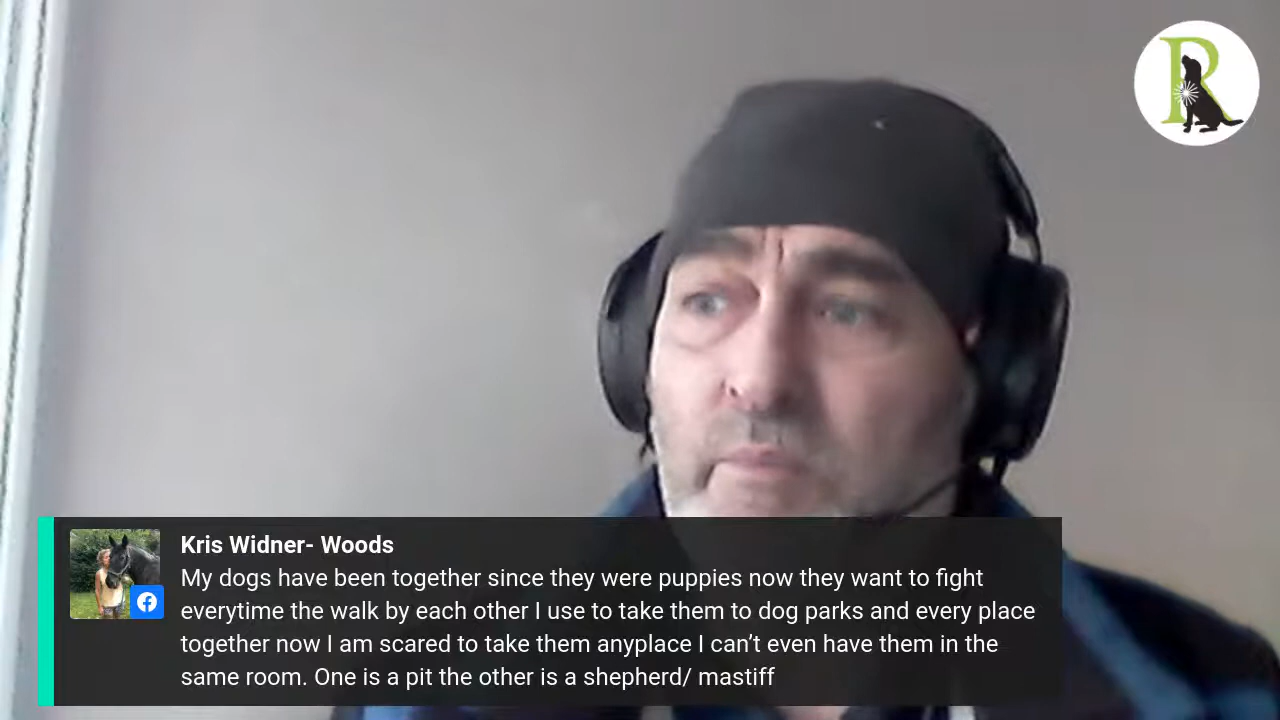 R
Kris Widner- Woods
My dogs have been together since they were puppies now they want to fight
everytime the walk by each other I use to take them to dog parks and every place
together now I am scared to take them anyplace I can’t even have them in the
same room. One is a pit the other is a shepherd/ mastiff